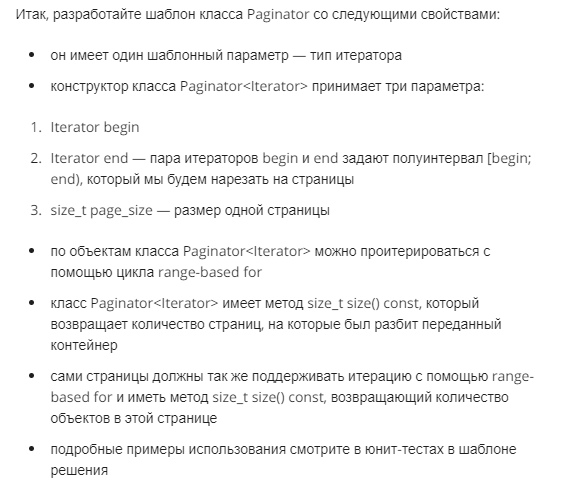 Итак, разработайте шаблон класса Paginator со следующими свойствами:
• он имеет один шаблонный параметр — тип итератора
• конструктор класса Paginator<Iterator> принимает три параметра:
1. Iterator begin
2. Iterator end — пара итераторов begin и end задают полуинтервал [begin;
end), который мы будем нарезать на страницы
3. size_t page_size — размер одной страницы
• по объектам класса Paginator<Iterator> можно проитерироваться с
помощью цикла range-based for
• класс Paginator<Iterator> имеет метод size_t size() const, который
возвращает количество страниц, на которые был разбит переданный
контейнер
• сами страницы должны так же поддерживать итерацию с помощью range-
based for и иметь метод size_t size() const, возвращающий количество
объектов в этой странице
• подробные примеры использования смотрите в юнит-тестах в шаблоне
решения